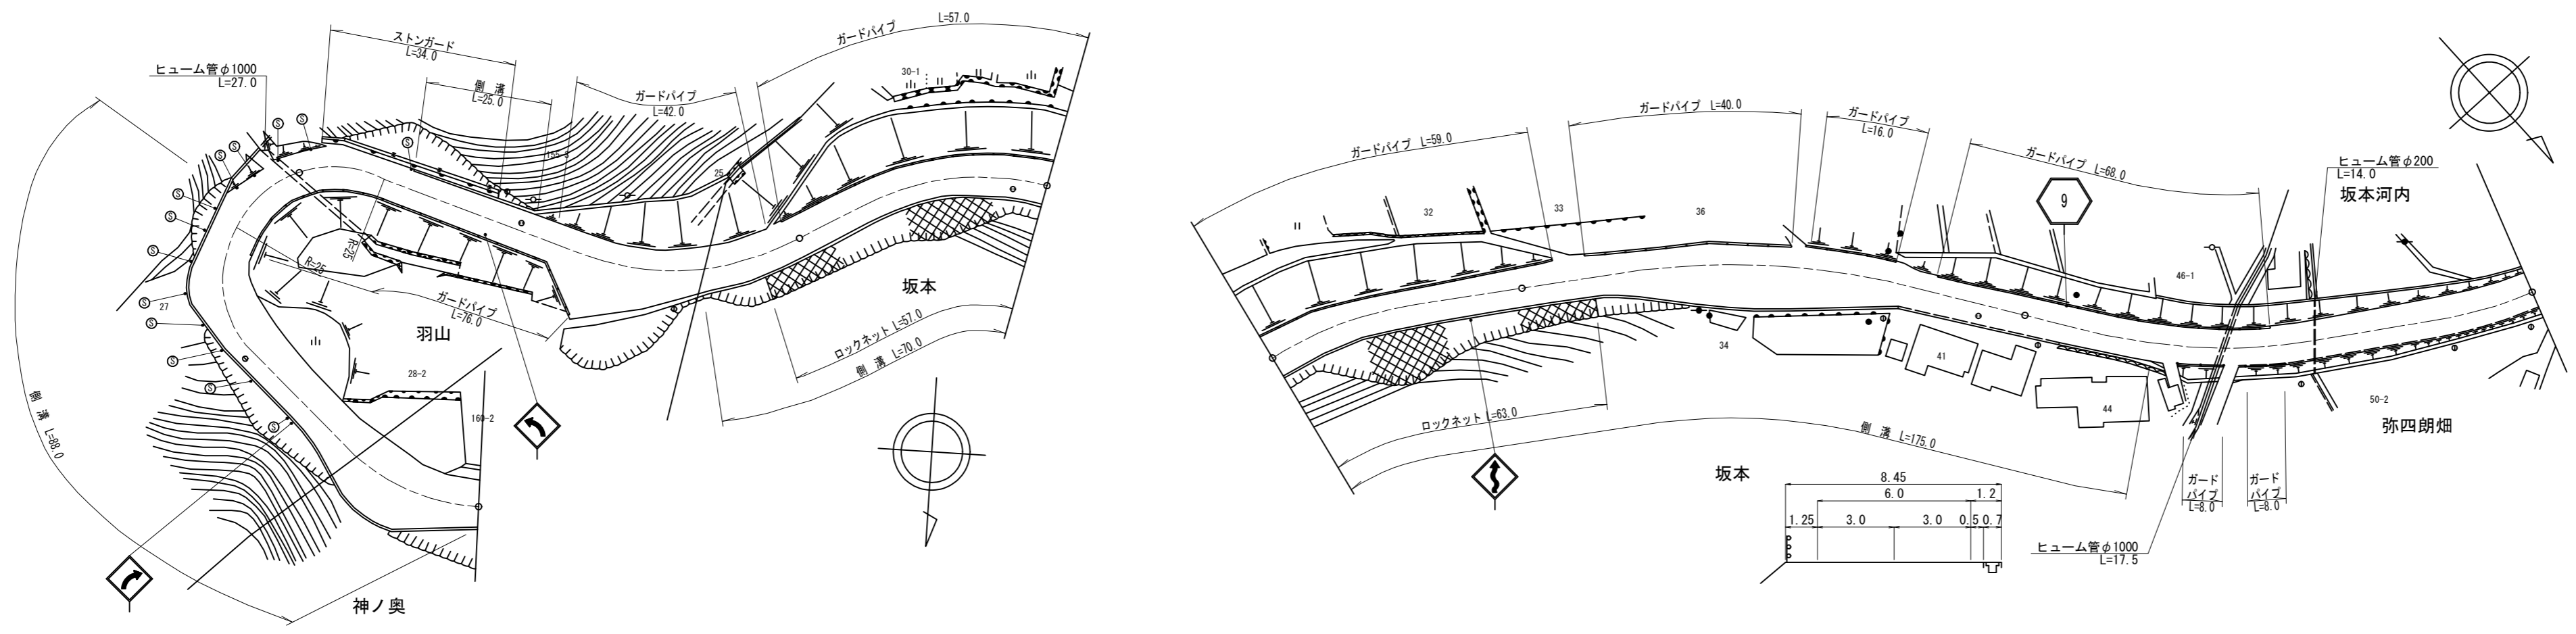 ストンガード
L=34.0
ヒューム管φ1000
L=27.0
側 溝
L=25.0
ガードパイプ
L=42.0
ガードパイプ
L=57.0
30-1
155-3
25
R=25
R=25
27
ガードパイプ
L=76.0
羽山
坂本
28-2
160-2
ロックネット L=57.0
側 溝 L=70.0
側 溝 L=88.0
神ノ奥
S
S
S
S
S
S
S
S
S
S
S
S
S
S
ガードパイプ L=59.0
ガードパイプ L=40.0
ガードパイプ
L=16.0
ガードパイプ L=68.0
ヒューム管φ200
L=14.0
坂本河内
9
32
33
36
46-1
34
41
44
50-2
弥四朗畑
ロックネット L=63.0
側 溝 L=175.0
坂本
ガード
パイプ
L=8.0
ガード
パイプ
L=8.0
8.45
6.0
1.2
1.25
3.0
3.0
0.5
0.7
ヒューム管φ1000
L=17.5